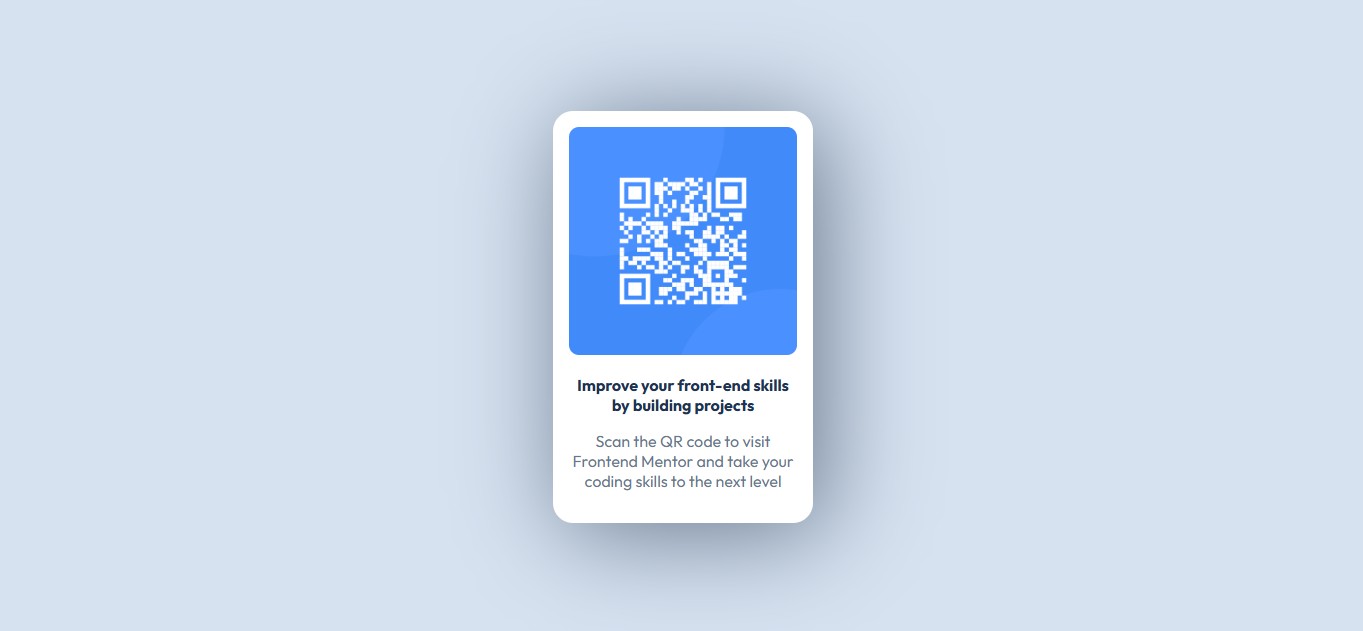 Improve your front-end skills
by building projects
Scan the QR code to visit
Frontend Mentor and take your
coding skills to the next level